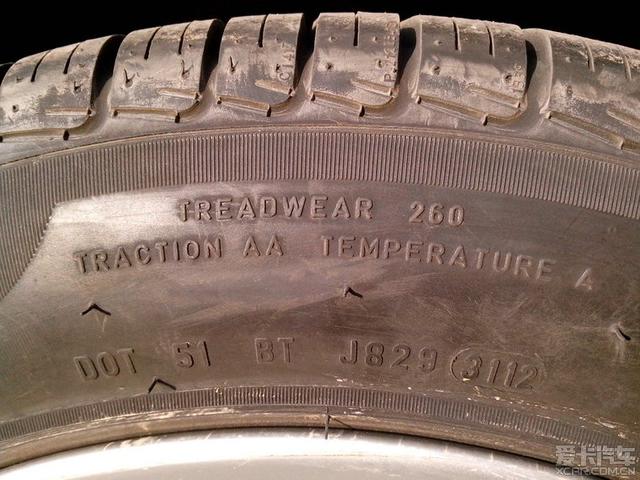 TREADWEAR 260
TRACTION AA TEMPERATURE A
DOT 51 BT J829 3112
爱卡汽车
XCAR.COM.CN